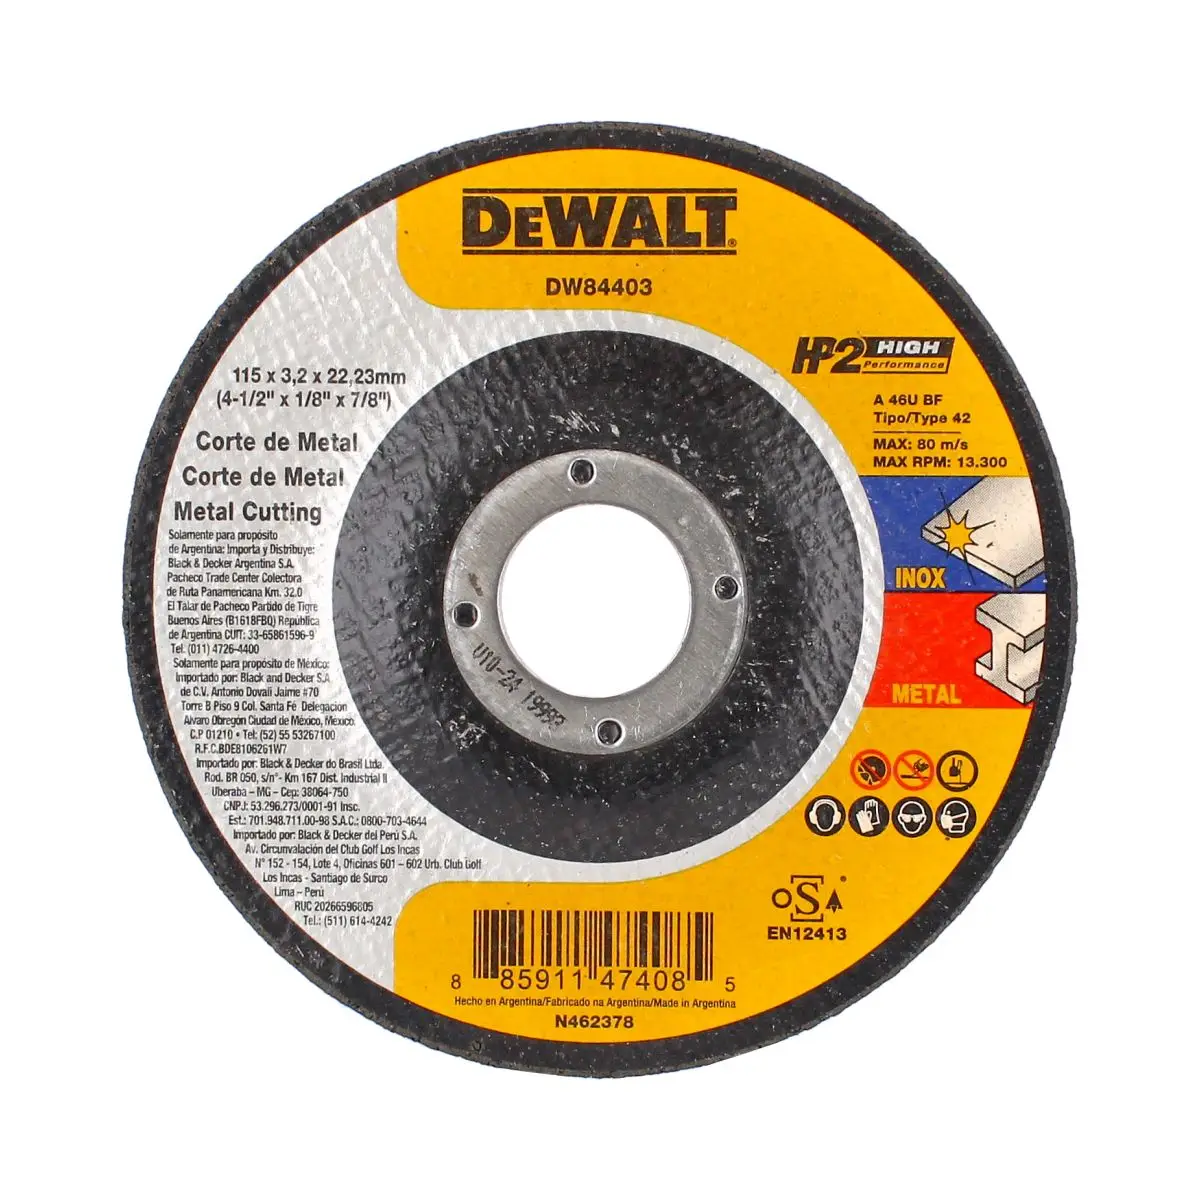 DEWALT®
DW84403
115 x 3,2 x 22,23mm
(4-1/2" x 1/8" x 7/8")
Corte de Metal
Corte de Metal
Metal Cutting
Solamente para propósito
de Argentina: Importa y Distribuye:
Black & Decker Argentina S.A.
Pacheco Trade Center Colectora
de Ruta Panamericana Km. 32.0
El Talar de Pacheco Partido de Tigre
Buenos Aires (B1618FBQ) República
de Argentina CUIT: 33-65861596-9
Tel. (011) 4726-4400
Solamente para propósito de México:
Importado por: Black and Decker S.A.
de C.V. Antonio Dovali Jaime #70
Torre B Piso 9 Col. Santa Fé Delegacion
Alvaro Obregón Ciudad de México, México.
C.P 01210 • Tel: (52) 55 53267100
R.F.C.BDE8106261W7
Importado por: Black & Decker do Brasil Ltda.
Rod. BR 050, s/nº- Km 167 Dist. Industrial II
Uberaba – MG – Cep: 38064-750
CNPJ: 53.296.273/0001-91 Insc.
Est.: 701.948.711.00-98 S.A.C.: 0800-703-4644
Importado por: Black & Decker del Perú S.A.
Av. Circunvalación del Club Golf Los Incas
N° 152 - 154, Lote 4, Oficinas 601 – 602 Urb. Club Golf
Los Incas - Santiago de Surco
Lima – Perú
RUC 20266596805
Tel.: (511) 614-4242
HP2 HIGH
Performance
A 46U BF
Tipo/Type 42
MAX: 80 m/s
MAX RPM: 13.300
INOX
METAL
V10-24
oSa®
EN12413
8 85911 47408 5
Hecho en Argentina/Fabricado na Argentina/Made in Argentina
N462378